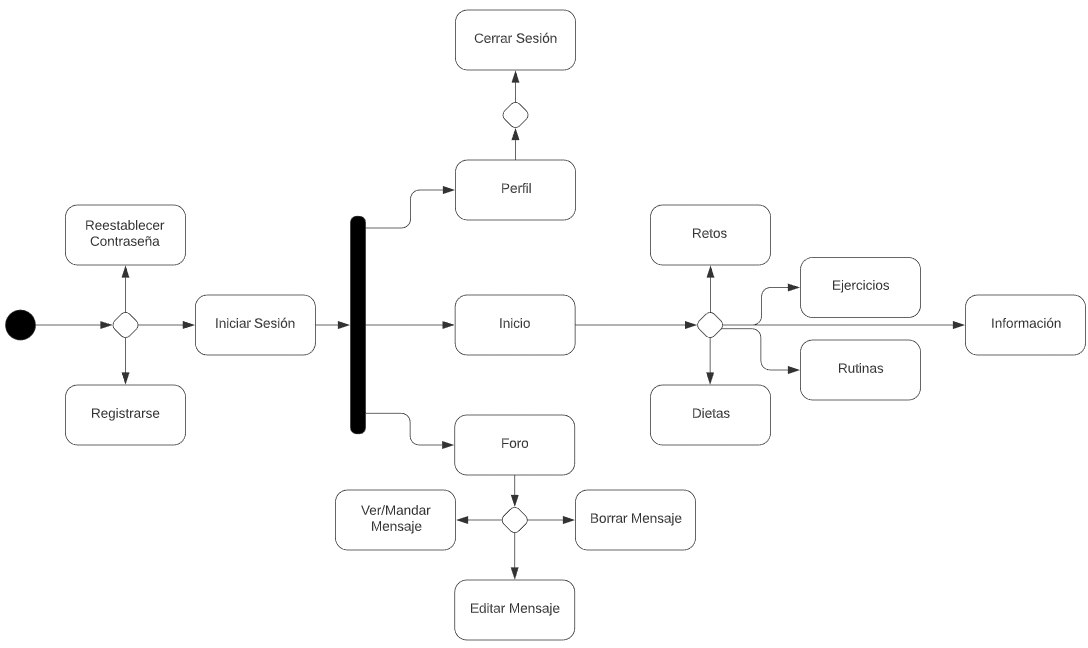 Cerrar Sesión
Perfil
Reestablecer
Contraseña
Retos
Ejercicios
Iniciar Sesión
Inicio
Información
Rutinas
Registrarse
Dietas
Foro
Ver/Mandar
Mensaje
Borrar Mensaje
Editar Mensaje